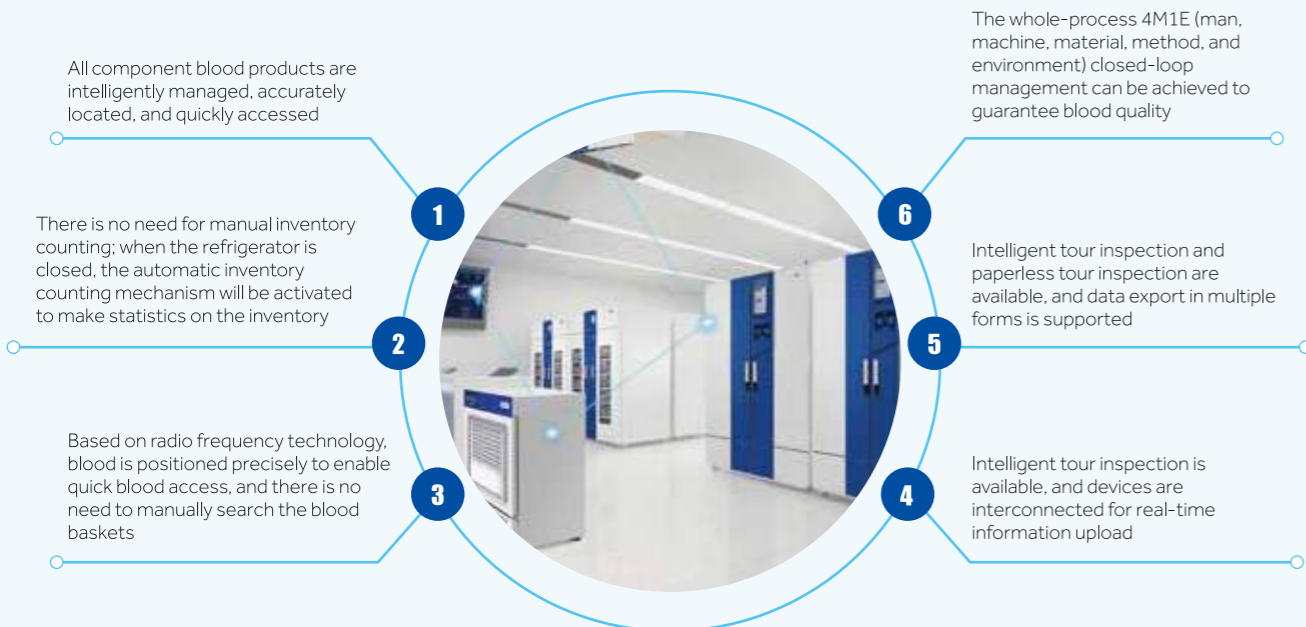 All component blood products are
intelligently managed, accurately
located, and quickly accessed
1
There is no need for manual inventory
counting; when the refrigerator is
closed, the automatic inventory
counting mechanism will be activated
to make statistics on the inventory
2
Based on radio frequency technology,
blood is positioned precisely to enable
quick blood access, and there is no
need to manually search the blood
baskets
3
The whole-process 4M1E (man,
machine, material, method, and
environment) closed-loop
management can be achieved to
guarantee blood quality
6
Intelligent tour inspection and
paperless tour inspection are
available, and data export in multiple
forms is supported
5
Intelligent tour inspection is
available, and devices are
interconnected for real-time
information upload
4